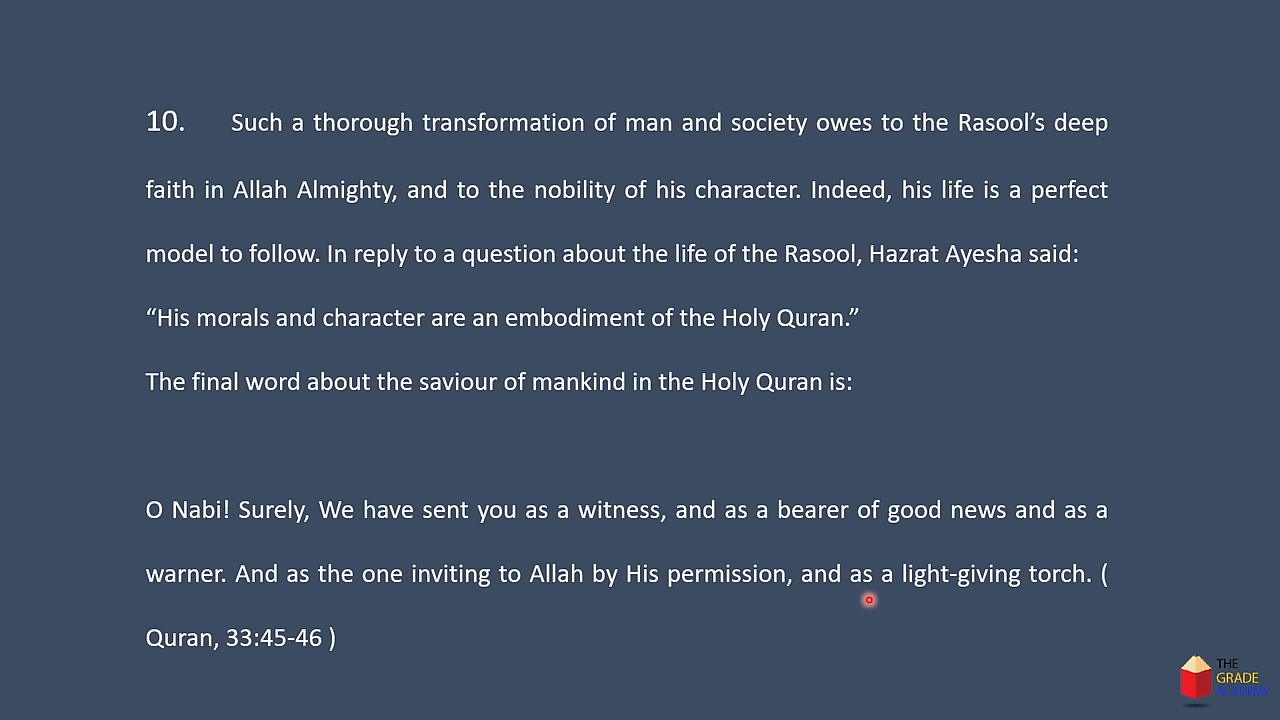 10. Such a thorough transformation of man and society owes to the Rasool’s deep
faith in Allah Almighty, and to the nobility of his character. Indeed, his life is a perfect
model to follow. In reply to a question about the life of the Rasool, Hazrat Ayesha said:
“His morals and character are an embodiment of the Holy Quran.”
The final word about the saviour of mankind in the Holy Quran is:
O Nabi! Surely, We have sent you as a witness, and as a bearer of good news and as a
warner. And as the one inviting to Allah by His permission, and as a light-giving torch. (
Quran, 33:45-46 )
THE
GRADE
ACADEMY